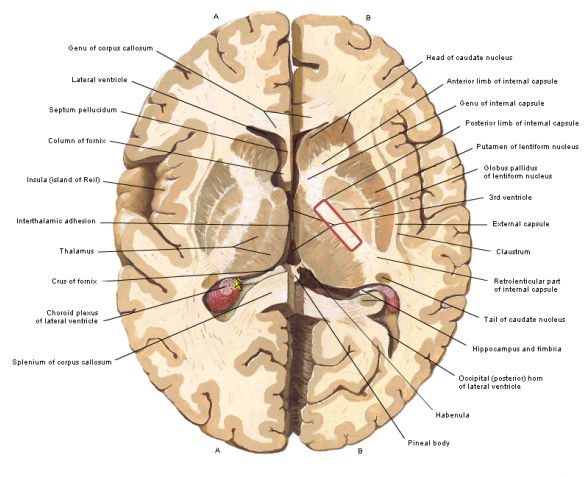 A
B
Genu of corpus callosum
Lateral ventricle
Septum pellucidum
Column of fornix
Insula (island of Reil)
Interthalamic adhesion
Thalamus
Crus of fornix
Choroid plexus
of lateral ventricle
Splenium of corpus callosum
Head of caudate nucleus
Anterior limb of internal capsule
Genu of internal capsule
Posterior limb of internal capsule
Putamen of lentiform nucleus
Globus pallidus
of lentiform nucleus
3rd ventricle
External capsule
Claustrum
Retrolenticular part
of internal capsule
Tail of caudate nucleus
Hippocampus and fimbria
Occipital (posterior) horn
of lateral ventricle
Habenula
Pineal body
A
B